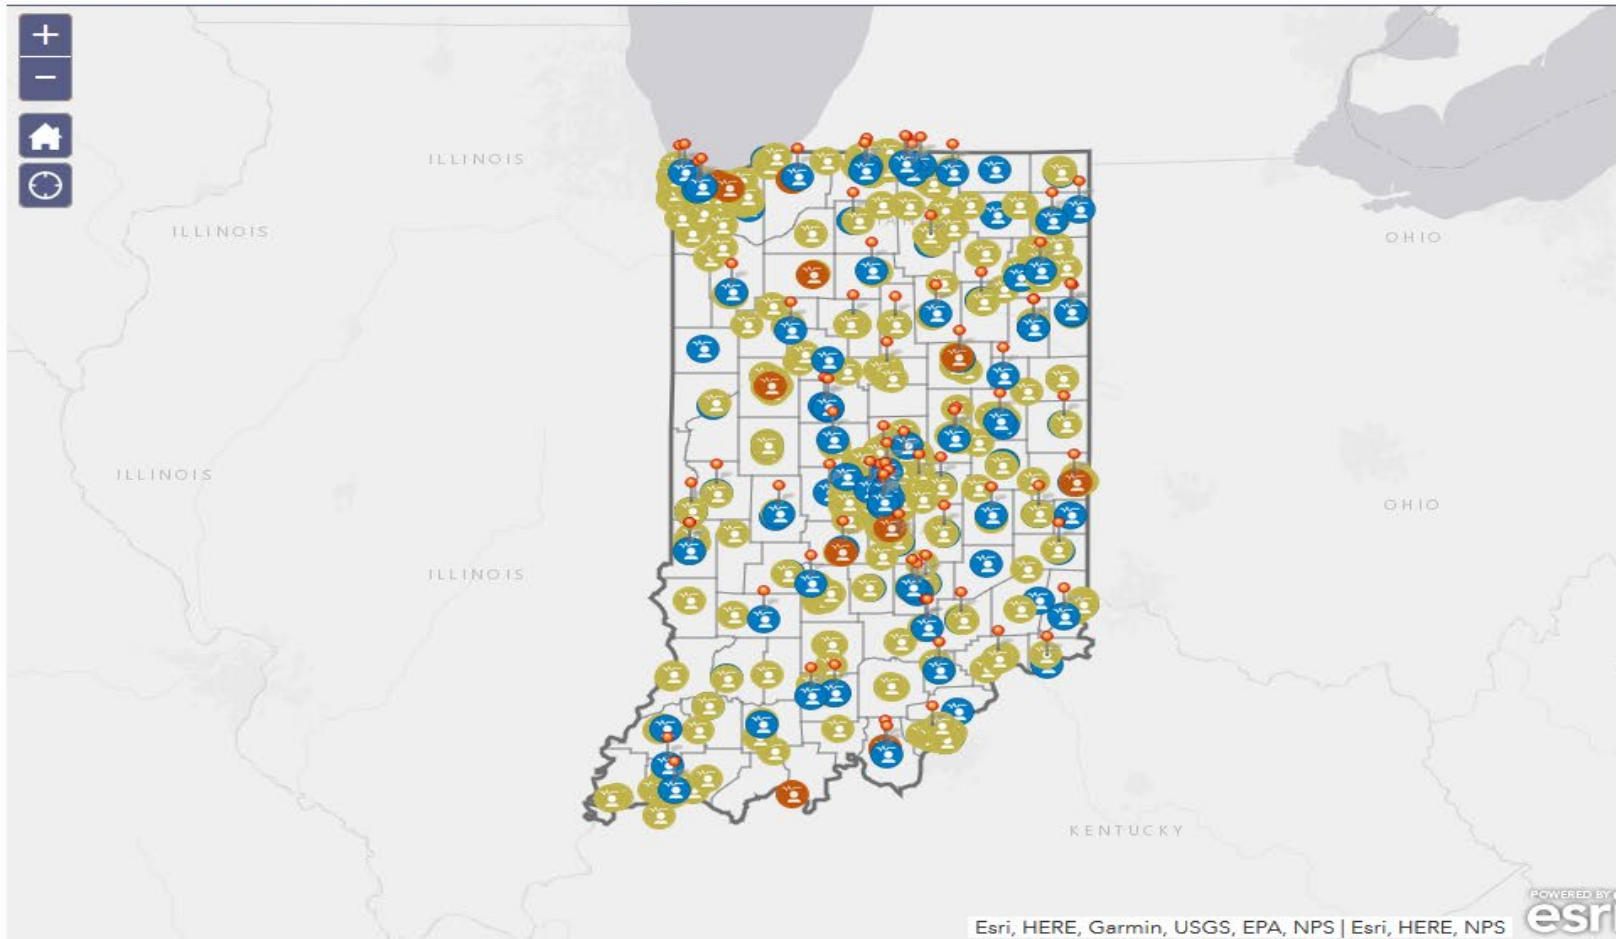 +
−
ILLINOIS
ILLINOIS
OHIO
ILLINOIS
OHIO
ILLINOIS
KENTUCKY
POWERED BY
esri
Esri, HERE, Garmin, USGS, EPA, NPS | Esri, HERE, NPS